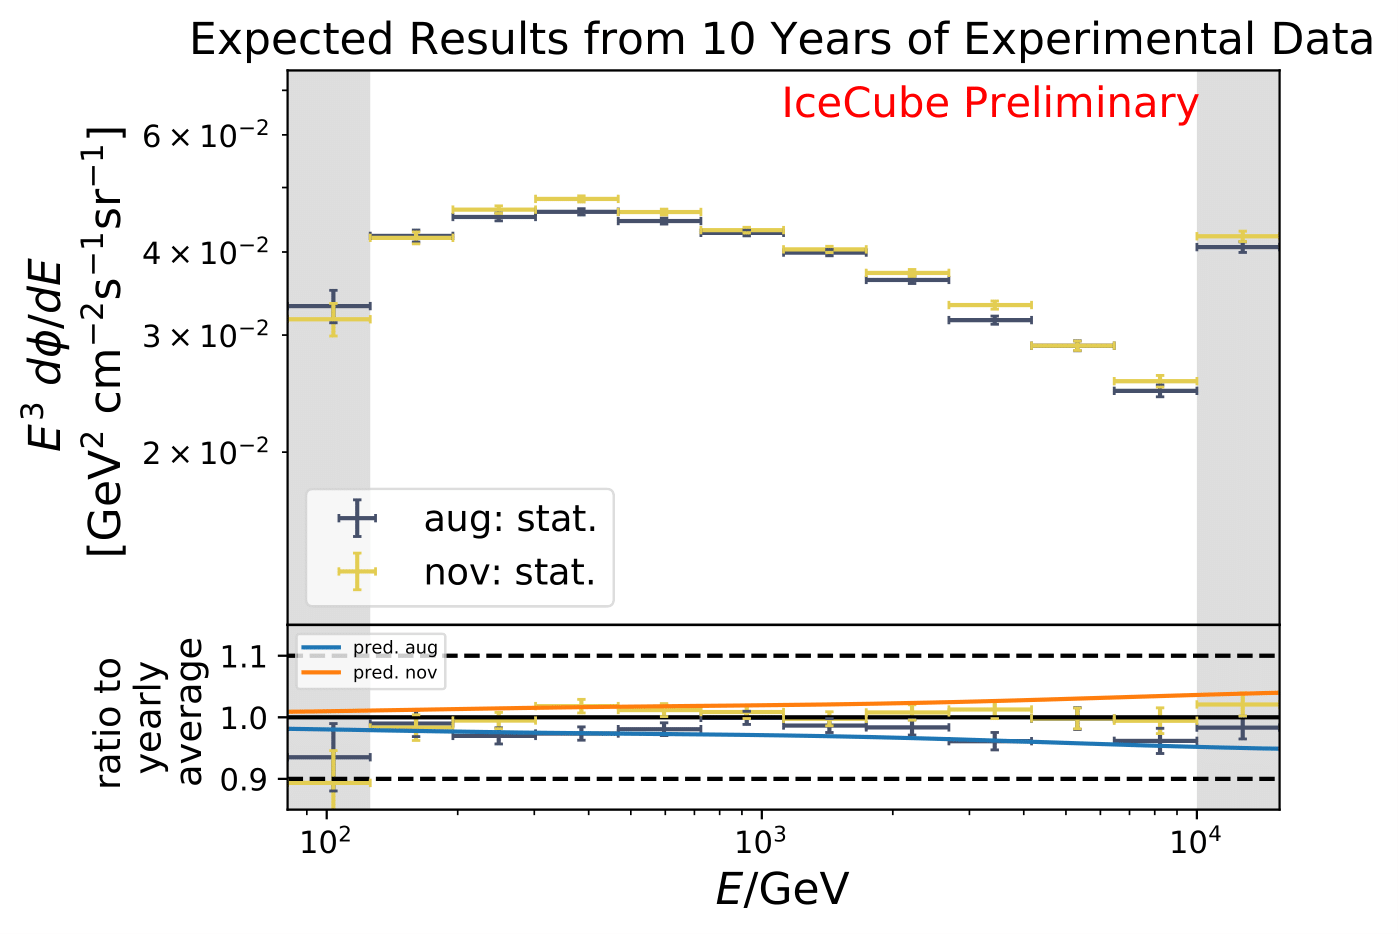 Expected Results from 10 Years of Experimental Data
IceCube Preliminary
E³ dϕ/dE
[GeV² cm⁻²s⁻¹sr⁻¹]
6 × 10⁻²
4 × 10⁻²
3 × 10⁻²
2 × 10⁻²
aug: stat.
nov: stat.
ratio to
yearly
average
1.1
1.0
0.9
pred. aug
pred. nov
10²
10³
10⁴
E/GeV